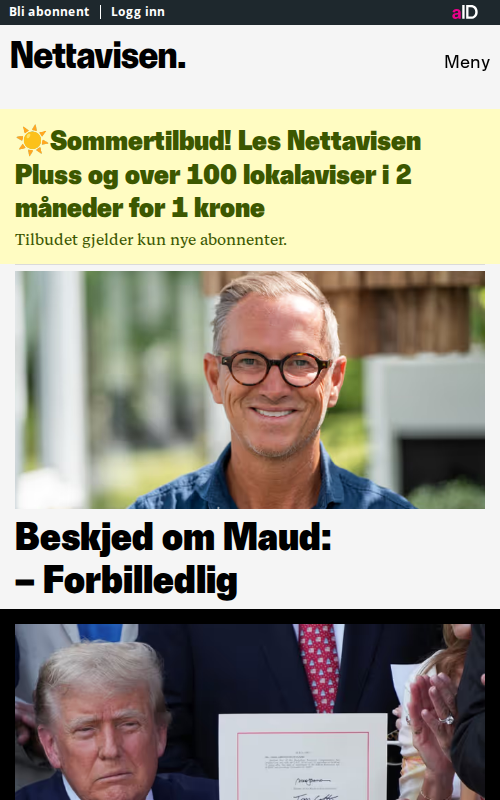 Bli abonnent
Logg inn
aID
Nettavisen.
Meny
Sommertilbud! Les Nettavisen
Pluss og over 100 lokalaviser i 2
måneder for 1 krone
Tilbudet gjelder kun nye abonnenter.
Beskjed om Maud:
– Forbilledlig